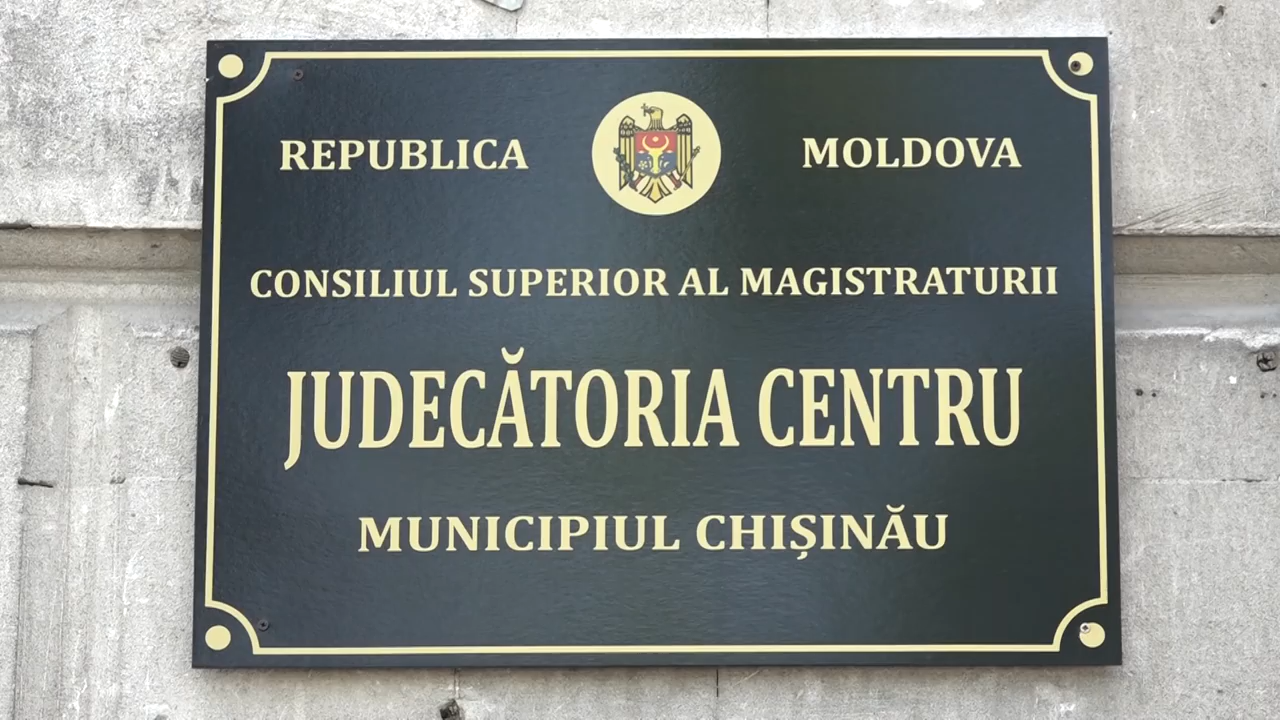 REPUBLICA MOLDOVA
CONSILIUL SUPERIOR AL MAGISTRATURII
JUDECĂTORIA CENTRU
MUNICIPIUL CHIȘINĂU